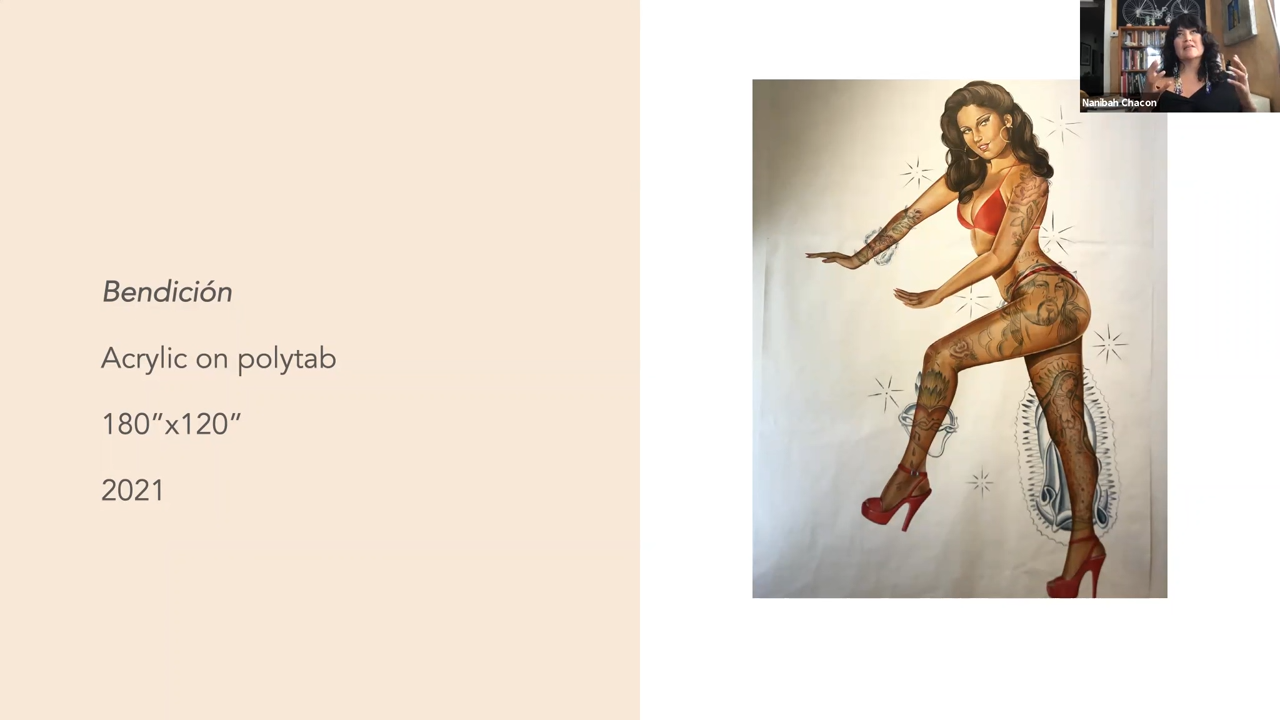 Bendición
Acrylic on polytab
180”x120”
2021
Nanibah Chacon